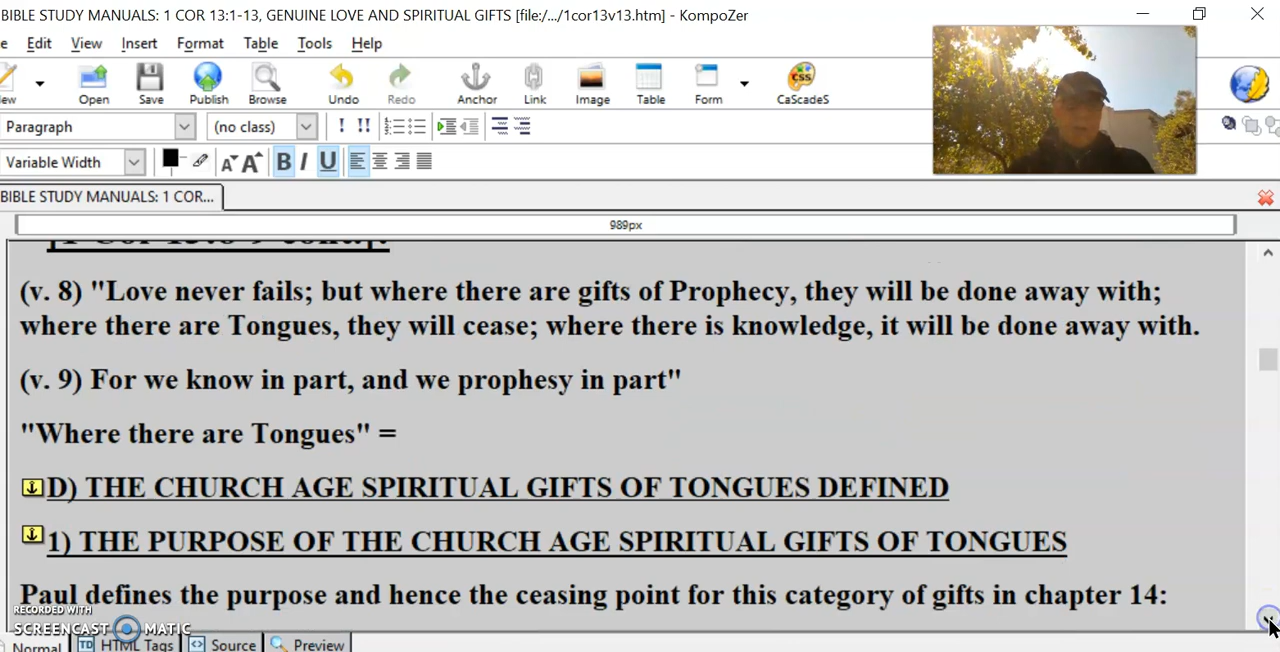 BIBLE STUDY MANUALS: 1 COR 13:1-13, GENUINE LOVE AND SPIRITUAL GIFTS [file:/.../1cor13v13.htm] - KompoZer
e Edit View Insert Format Table Tools Help
ew Open Save Publish Browse Undo Redo Anchor Link Image Table Form CaScadeS
CSS
Paragraph (no class) ! !!
Variable Width A A B I U
BIBLE STUDY MANUALS: 1 COR...
989px
(v. 8) "Love never fails; but where there are gifts of Prophecy, they will be done away with;
where there are Tongues, they will cease; where there is knowledge, it will be done away with.
(v. 9) For we know in part, and we prophesy in part"
"Where there are Tongues" =
D) THE CHURCH AGE SPIRITUAL GIFTS OF TONGUES DEFINED
1) THE PURPOSE OF THE CHURCH AGE SPIRITUAL GIFTS OF TONGUES
Paul defines the purpose and hence the ceasing point for this category of gifts in chapter 14:
RECORDED WITH
SCREENCAST MATIC
Normal TD HTML Tags <> Source Preview